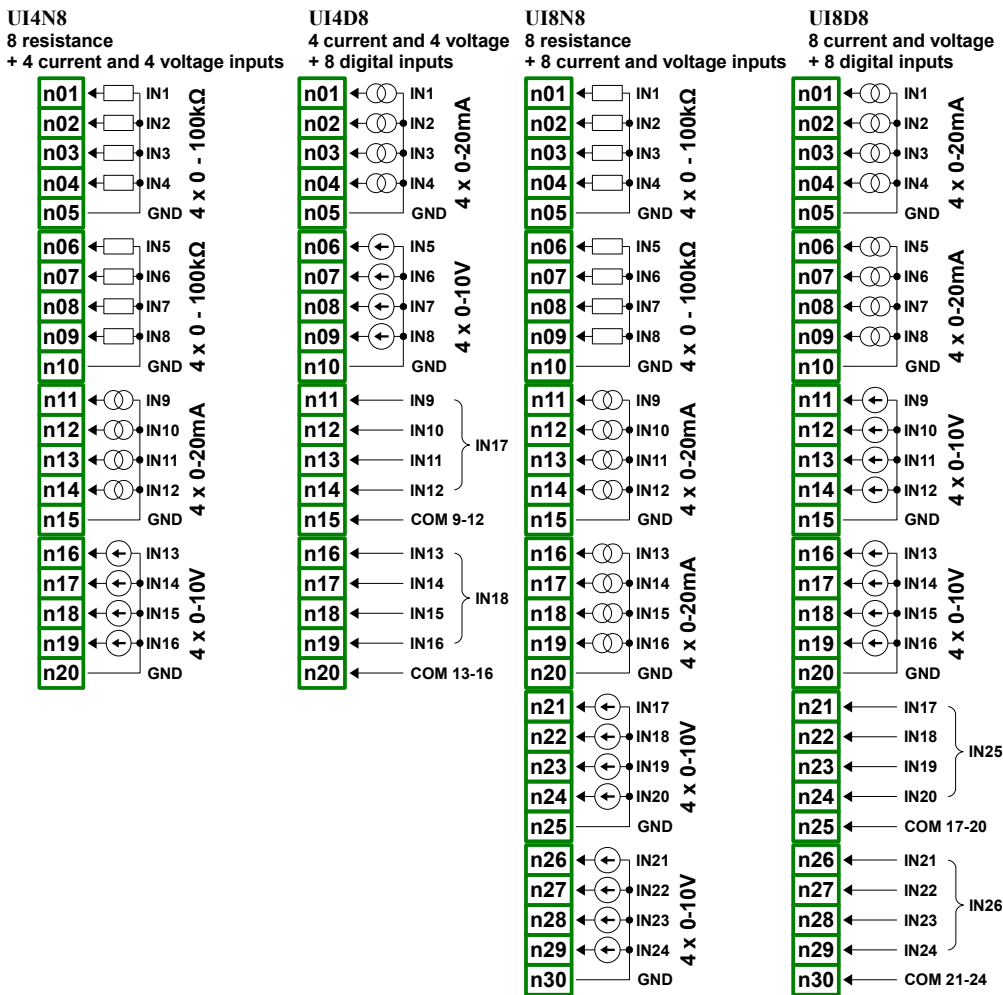 UI4N8
8 resistance
+ 4 current and 4 voltage inputs
n01 IN1
n02 IN2
n03 IN3
n04 IN4
n05 GND
4 x 0 - 100kΩ
n06 IN5
n07 IN6
n08 IN7
n09 IN8
n10 GND
4 x 0 - 100kΩ
n11 IN9
n12 IN10
n13 IN11
n14 IN12
n15 GND
4 x 0-20mA
n16 IN13
n17 IN14
n18 IN15
n19 IN16
n20 GND
4 x 0-10V
UI4D8
4 current and 4 voltage
+ 8 digital inputs
n01 IN1
n02 IN2
n03 IN3
n04 IN4
n05 GND
4 x 0-20mA
n06 IN5
n07 IN6
n08 IN7
n09 IN8
n10 GND
4 x 0-10V
n11 IN9
n12 IN10
n13 IN11
n14 IN12
IN17
n15 COM 9-12
n16 IN13
n17 IN14
n18 IN15
n19 IN16
IN18
n20 COM 13-16
UI8N8
8 resistance
+ 8 current and voltage inputs
n01 IN1
n02 IN2
n03 IN3
n04 IN4
n05 GND
4 x 0 - 100kΩ
n06 IN5
n07 IN6
n08 IN7
n09 IN8
n10 GND
4 x 0 - 100kΩ
n11 IN9
n12 IN10
n13 IN11
n14 IN12
n15 GND
4 x 0-20mA
n16 IN13
n17 IN14
n18 IN15
n19 IN16
n20 GND
4 x 0-20mA
n21 IN17
n22 IN18
n23 IN19
n24 IN20
n25 GND
4 x 0-10V
n26 IN21
n27 IN22
n28 IN23
n29 IN24
n30 GND
4 x 0-10V
UI8D8
8 current and voltage
+ 8 digital inputs
n01 IN1
n02 IN2
n03 IN3
n04 IN4
n05 GND
4 x 0-20mA
n06 IN5
n07 IN6
n08 IN7
n09 IN8
n10 GND
4 x 0-20mA
n11 IN9
n12 IN10
n13 IN11
n14 IN12
n15 GND
4 x 0-10V
n16 IN13
n17 IN14
n18 IN15
n19 IN16
n20 GND
4 x 0-10V
n21 IN17
n22 IN18
n23 IN19
n24 IN20
IN25
n25 COM 17-20
n26 IN21
n27 IN22
n28 IN23
n29 IN24
IN26
n30 COM 21-24